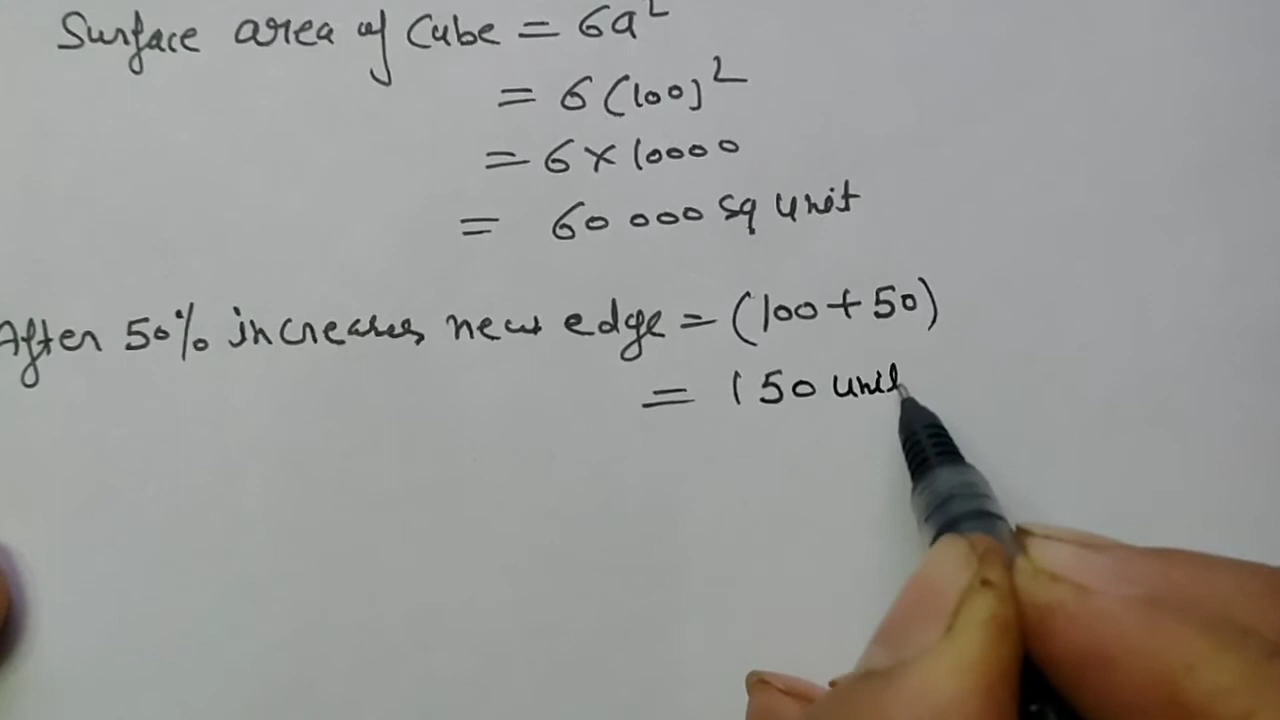 Surface area of Cube = 6a²
= 6(100)²
= 6×10000
= 60000 sq unit
After 50% increases new edge = (100+50)
= 150 unit